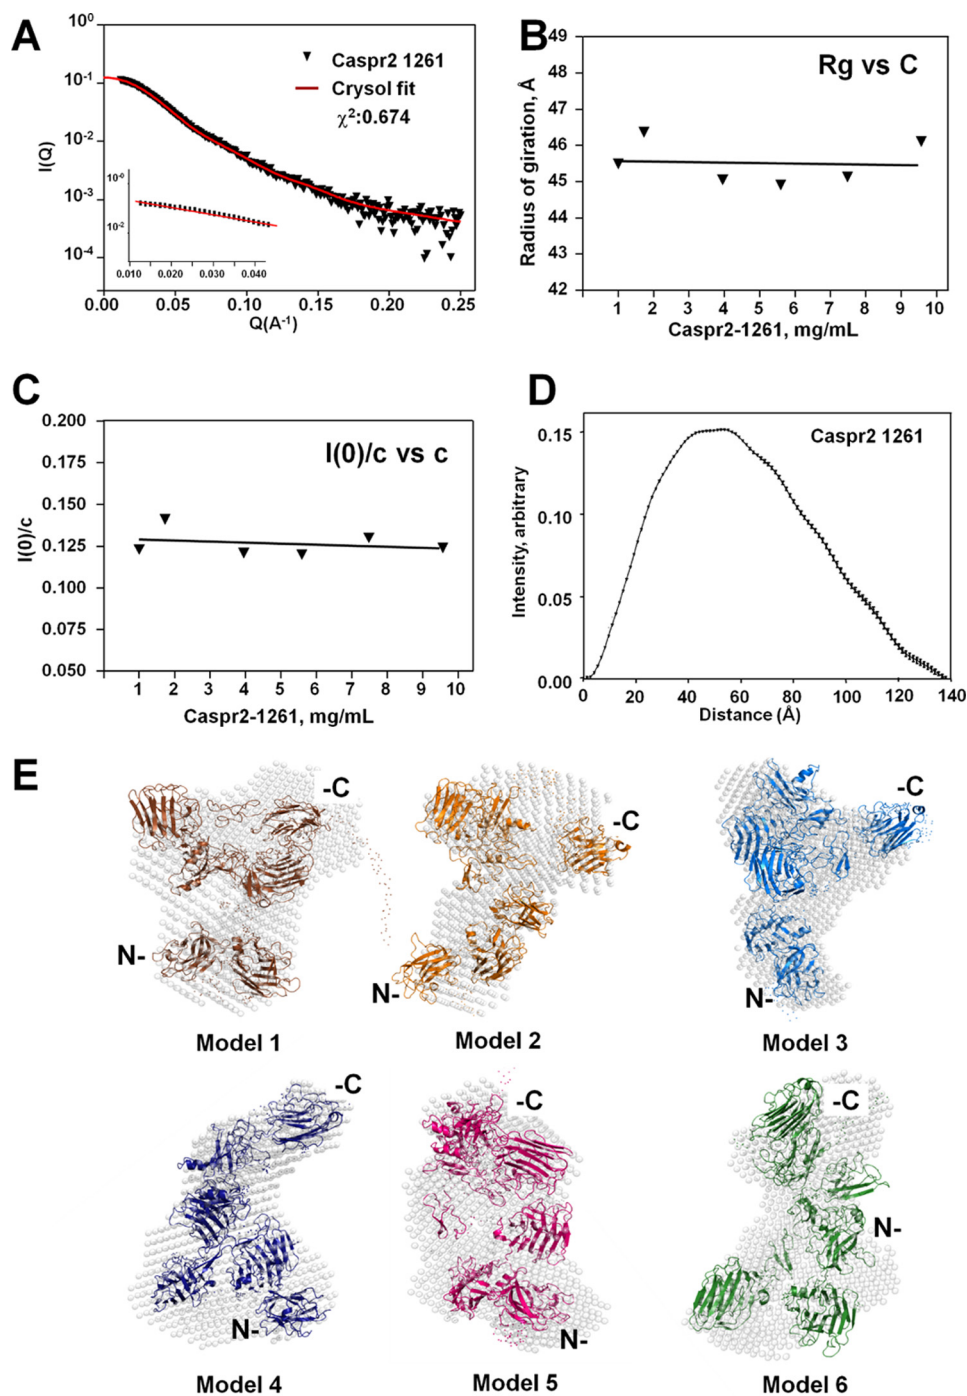 A
10⁰
10⁻¹
10⁻²
10⁻³
10⁻⁴
I(Q)
Caspr2 1261
Crysol fit
χ²:0.674
10⁻⁰
10⁻²
0.010 0.020 0.030 0.040
0.00 0.05 0.10 0.15 0.20 0.25
Q(A⁻¹)
B
Rg vs C
49
48
47
46
45
44
43
42
Radius of giration, Å
1 2 3 4 5 6 7 8 9 10
Caspr2-1261, mg/mL
C
I(0)/c vs c
0.200
0.175
0.150
0.125
0.100
0.075
0.050
I(0)/c
1 2 3 4 5 6 7 8 9 10
Caspr2-1261, mg/mL
D
Caspr2 1261
0.15
0.10
0.05
0.00
Intensity, arbitrary
0 20 40 60 80 100 120 140
Distance (Å)
E
-C
N-
Model 1
-C
N-
Model 2
-C
N-
Model 3
-C
N-
Model 4
-C
N-
Model 5
-C
N-
Model 6